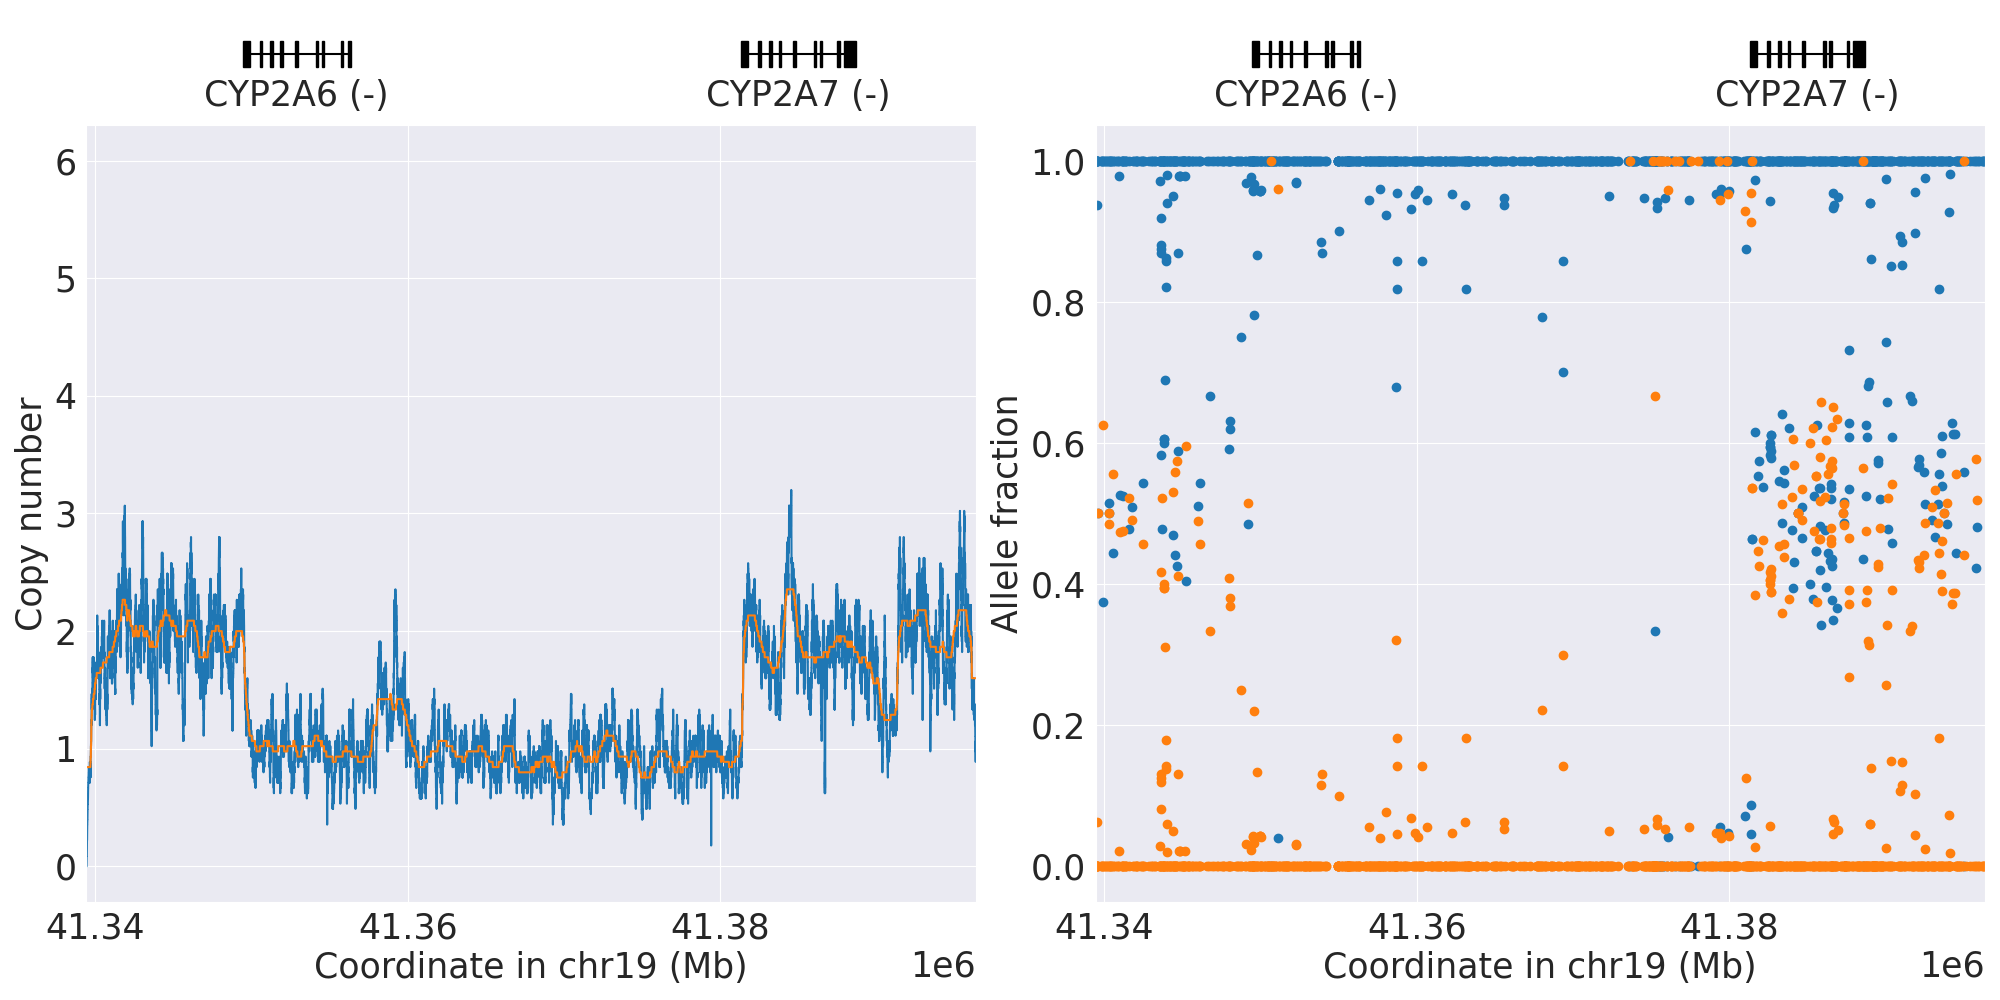 CYP2A6 (-)
CYP2A7 (-)
CYP2A6 (-)
CYP2A7 (-)
6
5
4
3
2
1
0
Copy number
41.34
41.36
41.38
Coordinate in chr19 (Mb)
1e6
1.0
0.8
0.6
0.4
0.2
0.0
Allele fraction
41.34
41.36
41.38
Coordinate in chr19 (Mb)
1e6